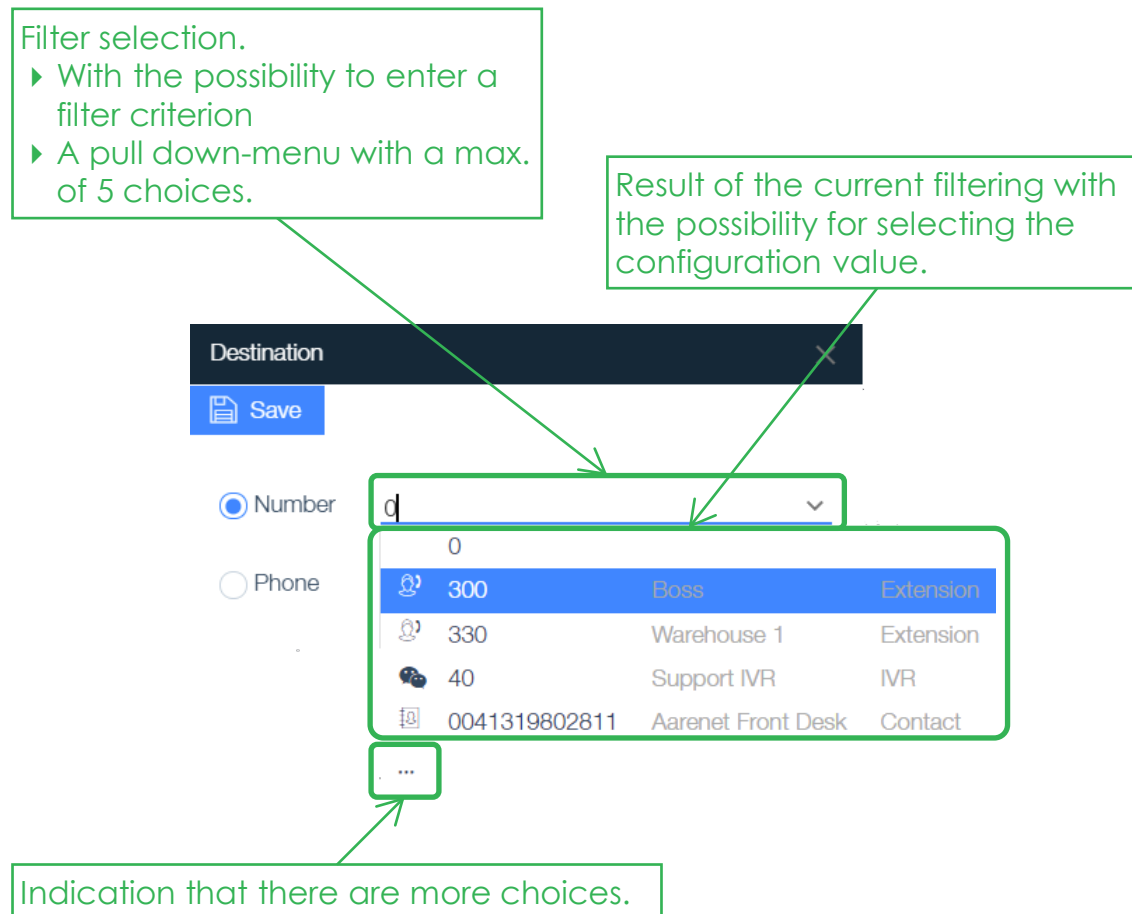 Filter selection.
With the possibility to enter a
filter criterion
A pull down-menu with a max.
of 5 choices.
Result of the current filtering with
the possibility for selecting the
configuration value.
Destination
Save
Number 0
0
Phone
300 Boss Extension
330 Warehouse 1 Extension
40 Support IVR IVR
0041319802811 Aarenet Front Desk Contact
...
Indication that there are more choices.